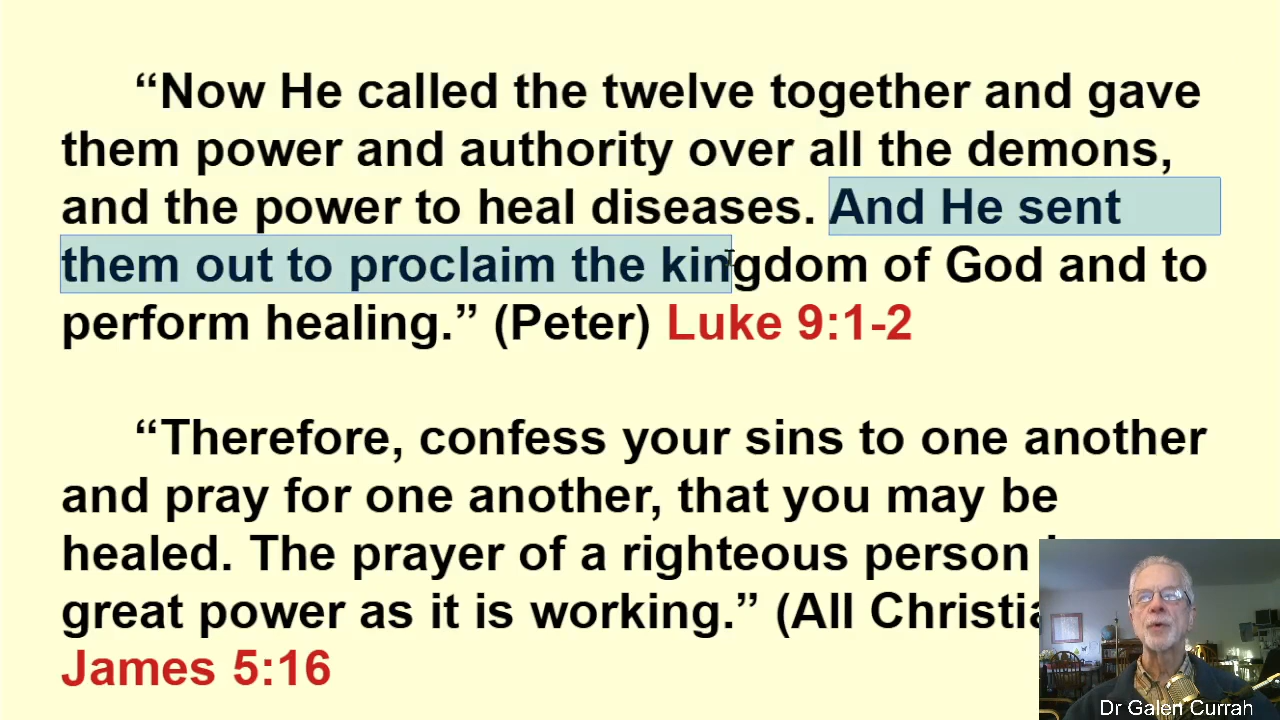 “Now He called the twelve together and gave
them power and authority over all the demons,
and the power to heal diseases. And He sent
them out to proclaim the kingdom of God and to
perform healing.” (Peter) Luke 9:1-2
“Therefore, confess your sins to one another
and pray for one another, that you may be
healed. The prayer of a righteous person
great power as it is working.” (All
James 5:16
Dr Galen Currah